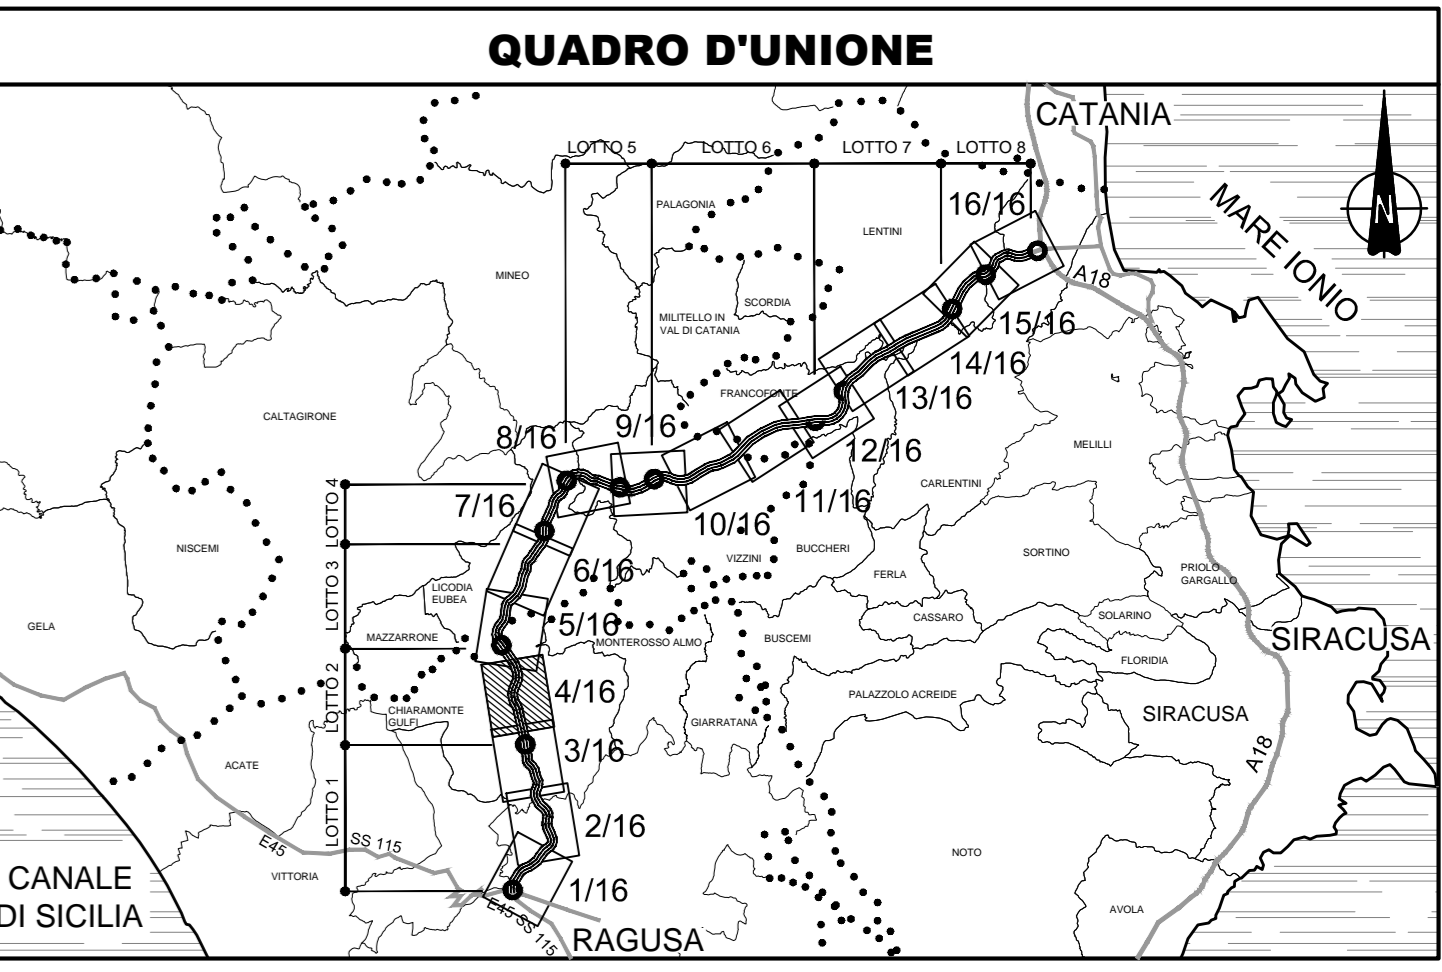 QUADRO D'UNIONE
CATANIA
LOTTO 5
LOTTO 6
LOTTO 7
LOTTO 8
16/16
MARE IONIO
N
PALAGONIA
LENTINI
MINEO
A18
SCORDIA
MILITELLO IN
VAL DI CATANIA
15/16
14/16
FRANCOFONTE
13/16
CALTAGIRONE
8/16
9/16
12/16
MELILLI
CARLENTINI
7/16
LOTTO 4
11/16
10/16
NISCEMI
VIZZINI
BUCCHERI
SORTINO
6/16
FERLA
PRIOLO
GARGALLO
LICODIA
EUBEA
LOTTO 3
GELA
5/16
CASSARO
SOLARINO
MAZZARRONE
MONTEROSSO ALMO
BUSCEMI
SIRACUSA
FLORIDIA
4/16
LOTTO 2
PALAZZOLO ACREIDE
CHIARAMONTE
GULFI
GIARRATANA
SIRACUSA
3/16
A18
ACATE
LOTTO 1
2/16
E45
SS 115
NOTO
VITTORIA
CANALE
DI SICILIA
1/16
AVOLA
E45 SS 115
RAGUSA